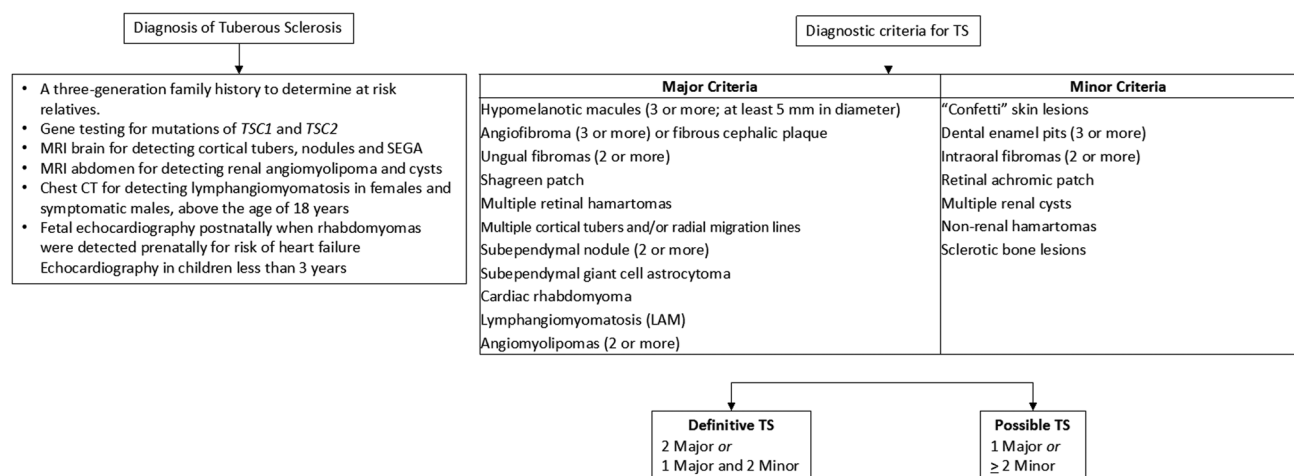 Diagnosis of Tuberous Sclerosis
• A three-generation family history to determine at risk
relatives.
• Gene testing for mutations of TSC1 and TSC2
• MRI brain for detecting cortical tubers, nodules and SEGA
• MRI abdomen for detecting renal angiomyolipoma and cysts
• Chest CT for detecting lymphangiomyomatosis in females and
symptomatic males, above the age of 18 years
• Fetal echocardiography postnatally when rhabdomyomas
were detected prenatally for risk of heart failure
Echocardiography in children less than 3 years
Diagnostic criteria for TS
Major Criteria
Hypomelanotic macules (3 or more; at least 5 mm in diameter)
Angiofibroma (3 or more) or fibrous cephalic plaque
Ungual fibromas (2 or more)
Shagreen patch
Multiple retinal hamartomas
Multiple cortical tubers and/or radial migration lines
Subependymal nodule (2 or more)
Subependymal giant cell astrocytoma
Cardiac rhabdomyoma
Lymphangiomyomatosis (LAM)
Angiomyolipomas (2 or more)
Minor Criteria
“Confetti” skin lesions
Dental enamel pits (3 or more)
Intraoral fibromas (2 or more)
Retinal achromic patch
Multiple renal cysts
Non-renal hamartomas
Sclerotic bone lesions
Definitive TS
2 Major or
1 Major and 2 Minor
Possible TS
1 Major or
≥ 2 Minor